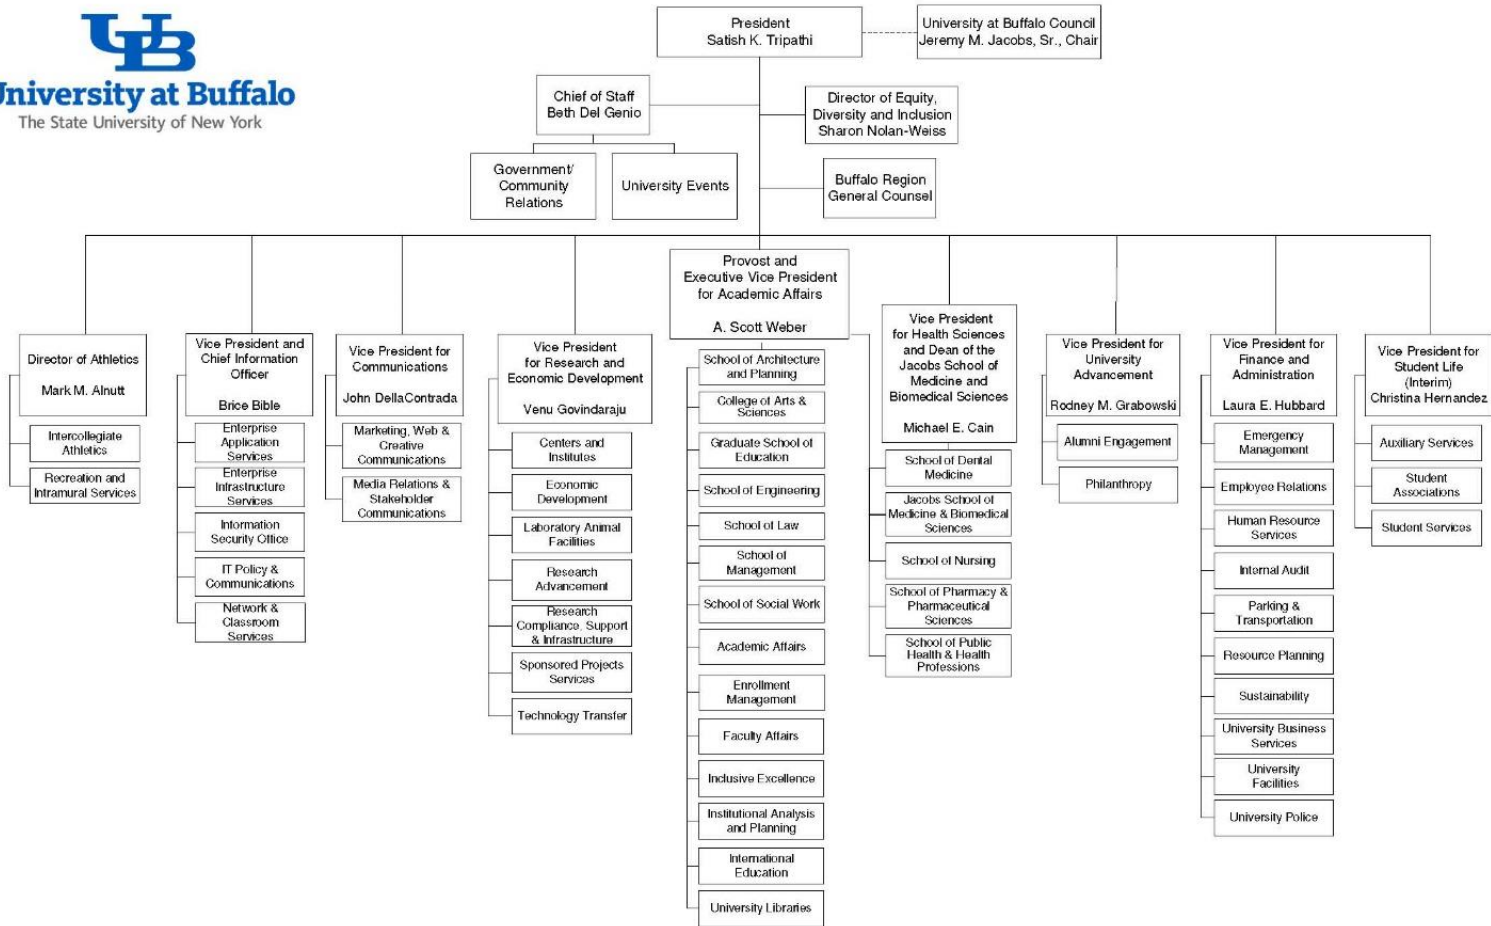 University at Buffalo
The State University of New York
President
Satish K. Tripathi
University at Buffalo Council
Jeremy M. Jacobs, Sr., Chair
Chief of Staff
Beth Del Genio
Director of Equity,
Diversity and Inclusion
Sharon Nolan-Weiss
Government/
Community
Relations
University Events
Buffalo Region
General Counsel
Director of Athletics
Mark M. Alnutt
Intercollegiate
Athletics
Recreation and
Intramural Services
Vice President and
Chief Information
Officer
Brice Bible
Enterprise
Application
Services
Enterprise
Infrastructure
Services
Information
Security Office
IT Policy &
Communications
Network &
Classroom
Services
Vice President for
Communications
John DellaContrada
Marketing, Web &
Creative
Communications
Media Relations &
Stakeholder
Communications
Vice President
for Research and
Economic Development
Venu Govindaraju
Centers and
Institutes
Economic
Development
Laboratory Animal
Facilities
Research
Advancement
Research
Compliance, Support
& Infrastructure
Sponsored Projects
Services
Technology Transfer
Provost and
Executive Vice President
for Academic Affairs
A. Scott Weber
School of Architecture
and Planning
College of Arts &
Sciences
Graduate School of
Education
School of Engineering
School of Law
School of
Management
School of Social Work
Academic Affairs
Enrollment
Management
Faculty Affairs
Inclusive Excellence
Institutional Analysis
and Planning
International
Education
University Libraries
Vice President
for Health Sciences
and Dean of the
Jacobs School of
Medicine and
Biomedical Sciences
Michael E. Cain
School of Dental
Medicine
Jacobs School of
Medicine & Biomedical
Sciences
School of Nursing
School of Pharmacy &
Pharmaceutical
Sciences
School of Public
Health & Health
Professions
Vice President for
University
Advancement
Rodney M. Grabowski
Alumni Engagement
Philanthropy
Vice President for
Finance and
Administration
Laura E. Hubbard
Emergency
Management
Employee Relations
Human Resource
Services
Internal Audit
Parking &
Transportation
Resource Planning
Sustainability
University Business
Services
University
Facilities
University Police
Vice President for
Student Life
(Interim)
Christina Hernandez
Auxiliary Services
Student
Associations
Student Services